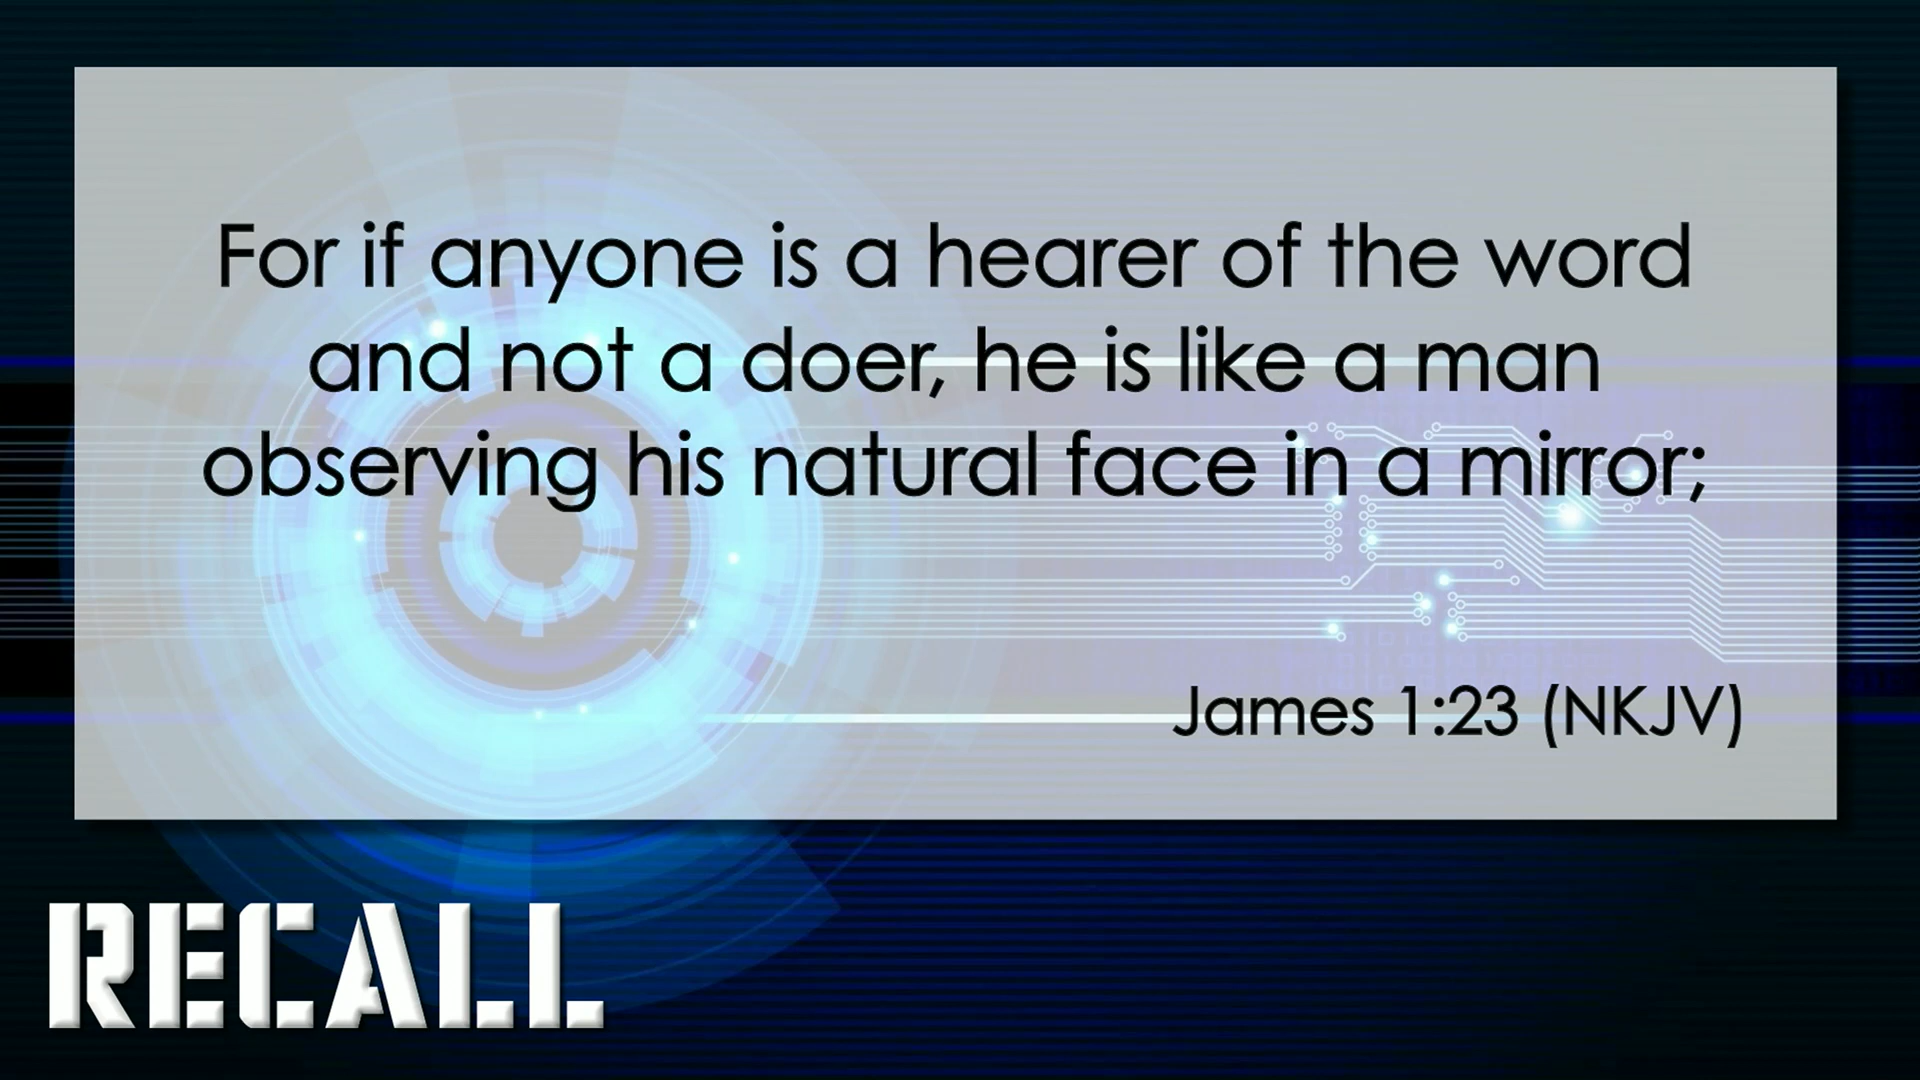 For if anyone is a hearer of the word
and not a doer, he is like a man
observing his natural face in a mirror;
James 1:23 (NKJV)
RECALL